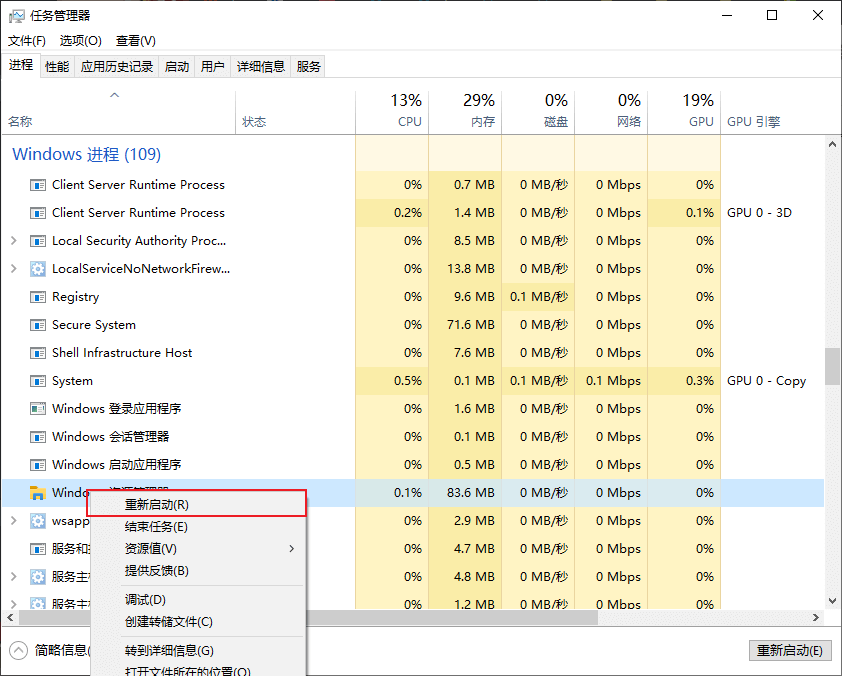 任务管理器
文件(F) 选项(O) 查看(V)
进程 性能 应用历史记录 启动 用户 详细信息 服务
13% 29% 0% 0% 19%
名称 状态 CPU 内存 磁盘 网络 GPU GPU 引擎
Windows 进程 (109)
Client Server Runtime Process 0% 0.7 MB 0 MB/秒 0 Mbps 0%
Client Server Runtime Process 0.2% 1.4 MB 0 MB/秒 0 Mbps 0.1% GPU 0 - 3D
Local Security Authority Proc... 0% 8.5 MB 0 MB/秒 0 Mbps 0%
LocalServiceNoNetworkFirew... 0% 13.8 MB 0 MB/秒 0 Mbps 0%
Registry 0% 9.6 MB 0.1 MB/秒 0 Mbps 0%
Secure System 0% 71.6 MB 0 MB/秒 0 Mbps 0%
Shell Infrastructure Host 0% 7.6 MB 0 MB/秒 0 Mbps 0%
System 0.5% 0.1 MB 0.1 MB/秒 0.1 Mbps 0.3% GPU 0 - Copy
Windows 登录应用程序 0% 1.6 MB 0 MB/秒 0 Mbps 0%
Windows 会话管理器 0% 0.1 MB 0 MB/秒 0 Mbps 0%
Windows 启动应用程序 0% 0.5 MB 0 MB/秒 0 Mbps 0%
Windo 0.1% 83.6 MB 0 MB/秒 0 Mbps 0%
重新启动(R)
wsapp 0% 2.9 MB 0 MB/秒 0 Mbps 0%
结束任务(E)
服务和 0% 4.7 MB 0 MB/秒 0 Mbps 0%
资源值(V)
提供反馈(B)
服务主 0% 4.8 MB 0 MB/秒 0 Mbps 0%
调试(D)
服务主 0% 1.2 MB 0 MB/秒 0 Mbps 0%
创建转储文件(C)
简略信息( 转到详细信息(G) 重新启动(E)
打开文件所在的位置(O)